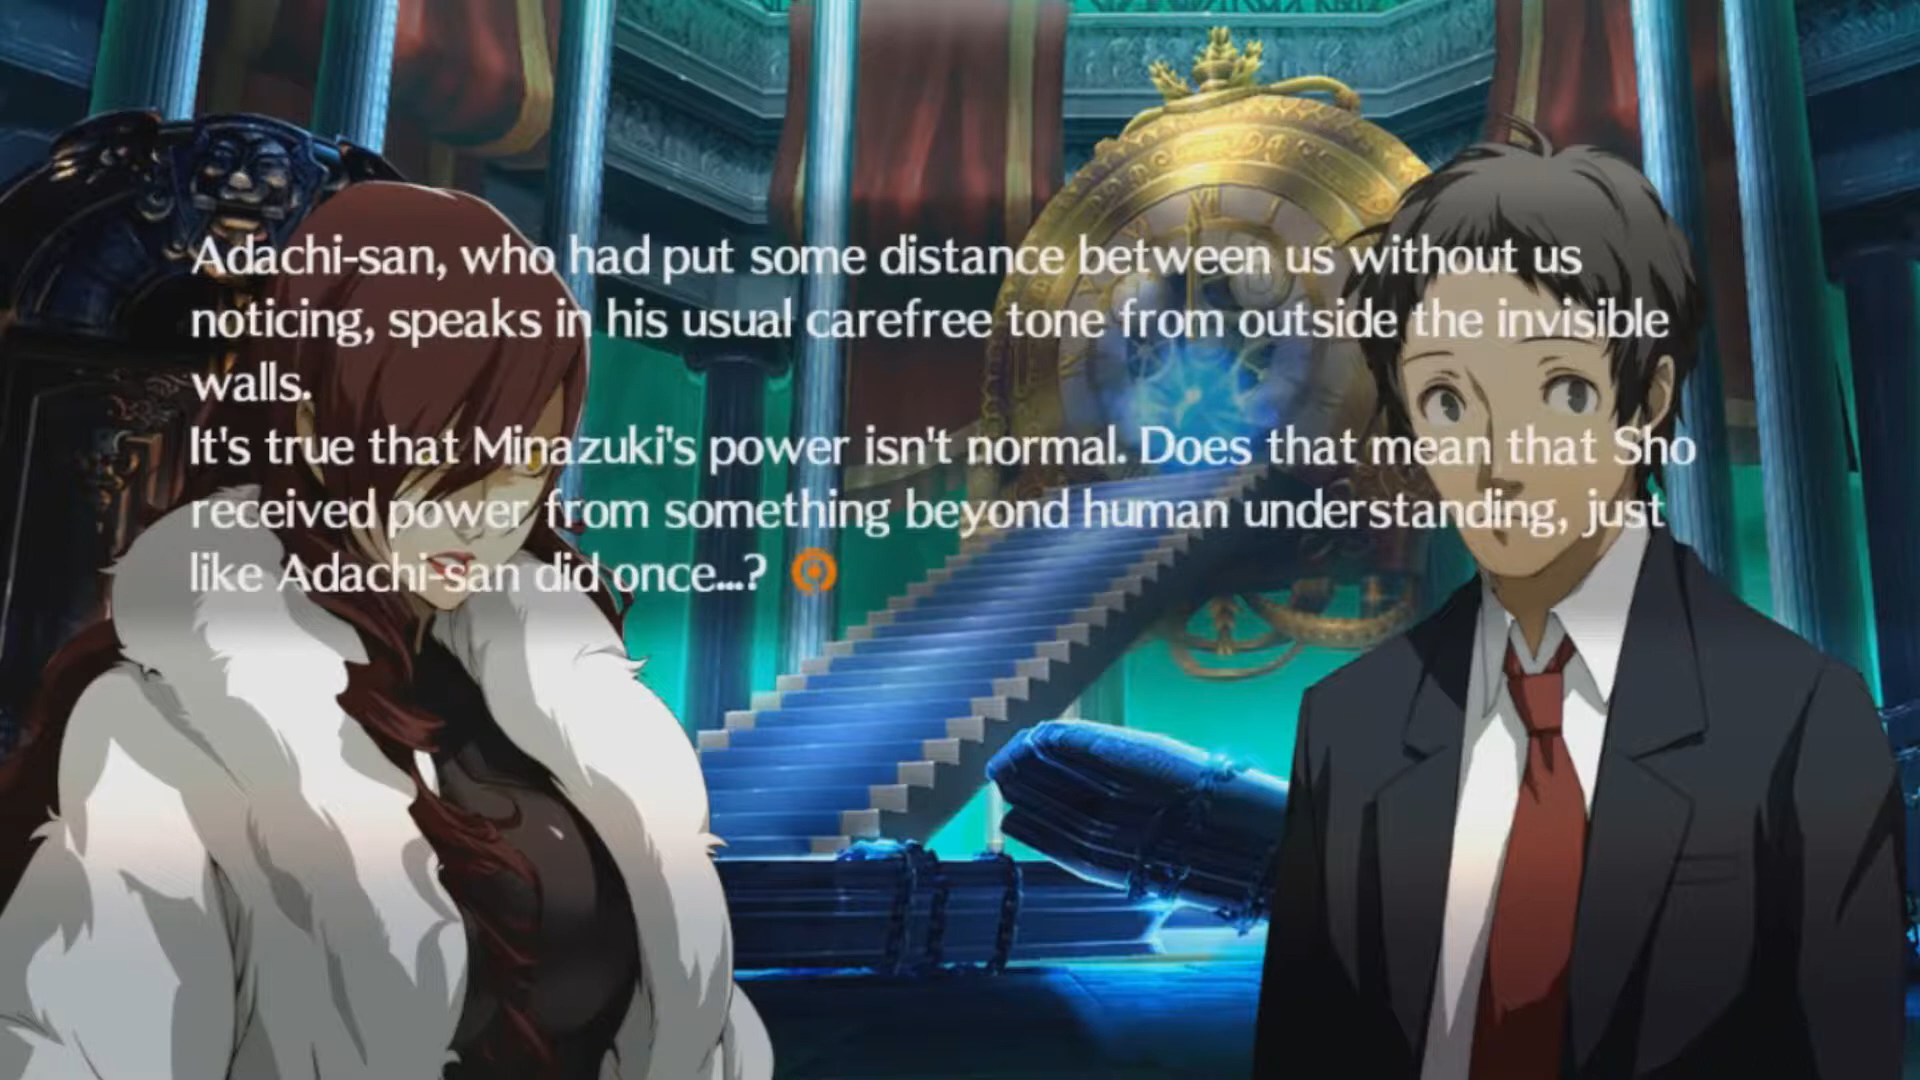 Adachi-san, who had put some distance between us without us
noticing, speaks in his usual carefree tone from outside the invisible
walls.
It's true that Minazuki's power isn't normal. Does that mean that Sho
received power from something beyond human understanding, just
like Adachi-san did once...?